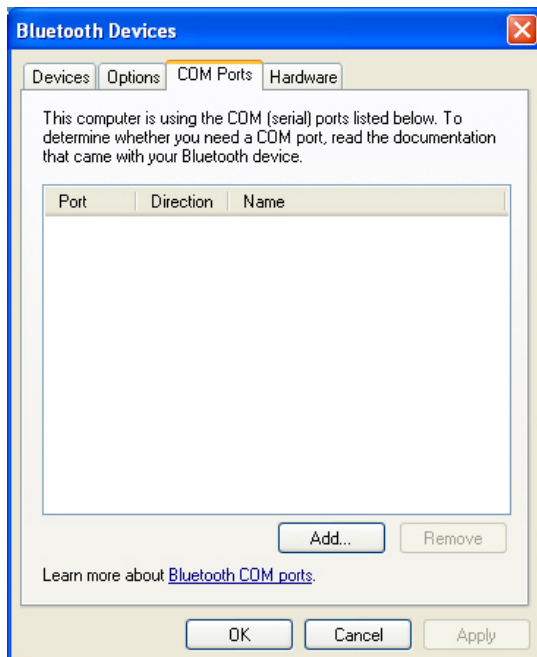 Bluetooth Devices
Devices Options COM Ports Hardware
This computer is using the COM (serial) ports listed below. To
determine whether you need a COM port, read the documentation
that came with your Bluetooth device.
Port Direction Name
Add... Remove
Learn more about Bluetooth COM ports.
OK Cancel Apply